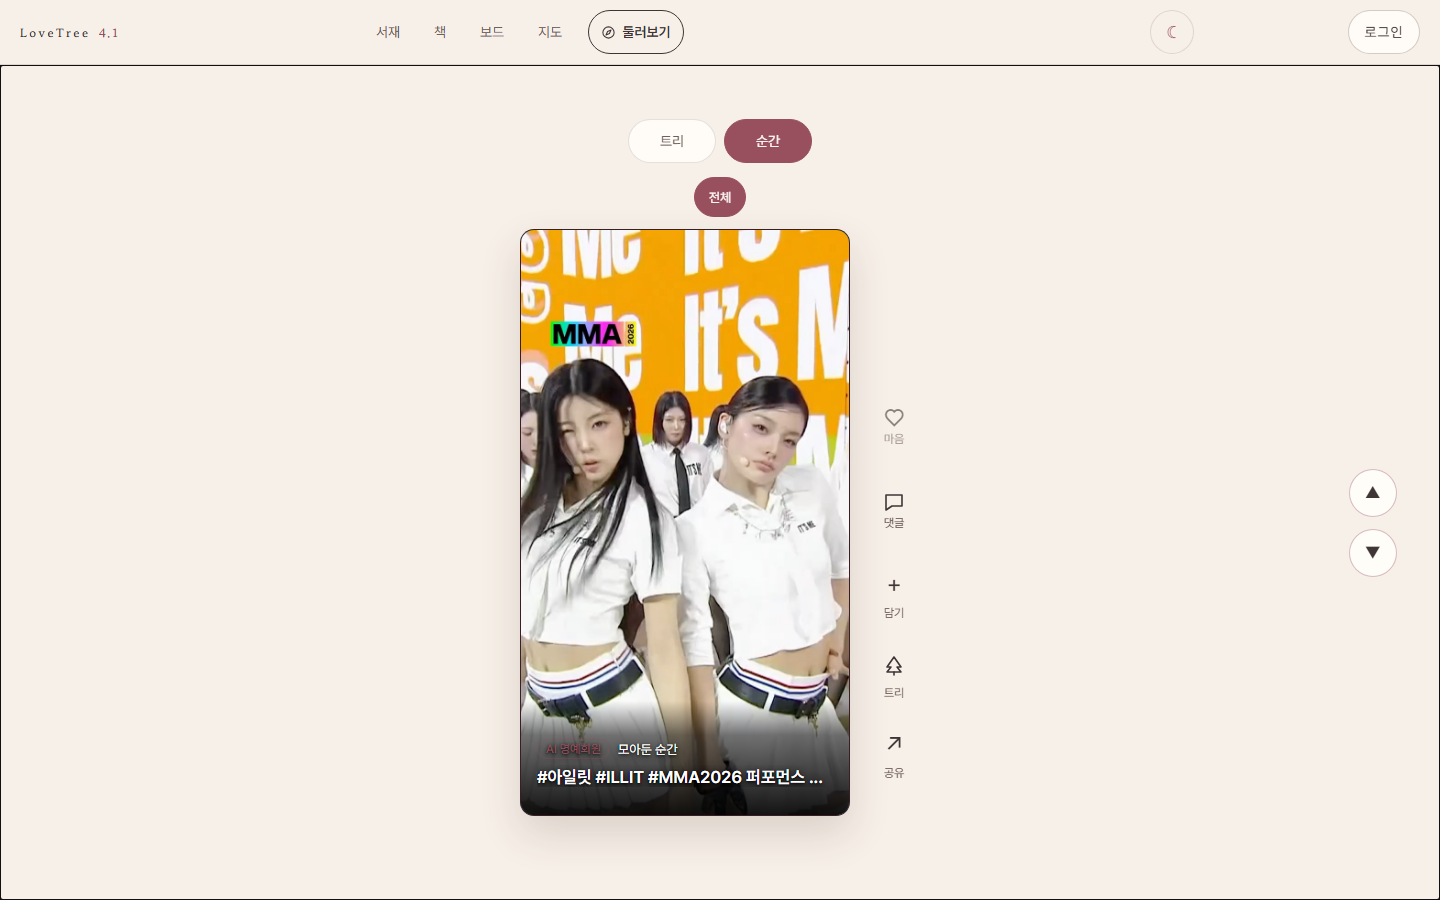 LoveTree 4.1
서재
책
보드
지도
둘러보기
로그인
트리
순간
전체
Me It's
Me It's M
MMA 2026
IT'S ME
마음
댓글
담기
트리
공유
AI 명예회원
모아둔 순간
#아일릿 #ILLIT #MMA2026 퍼포먼스 ...